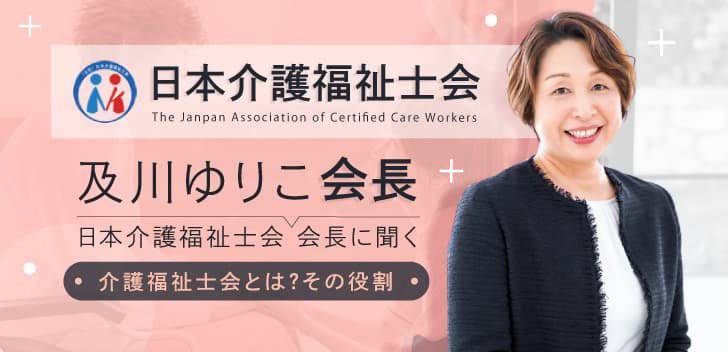 日本介護福祉士会
The Janpan Association of Certified Care Workers
及川ゆりこ会長
日本介護福祉士会 会長に聞く
・介護福祉士会とは?その役割・